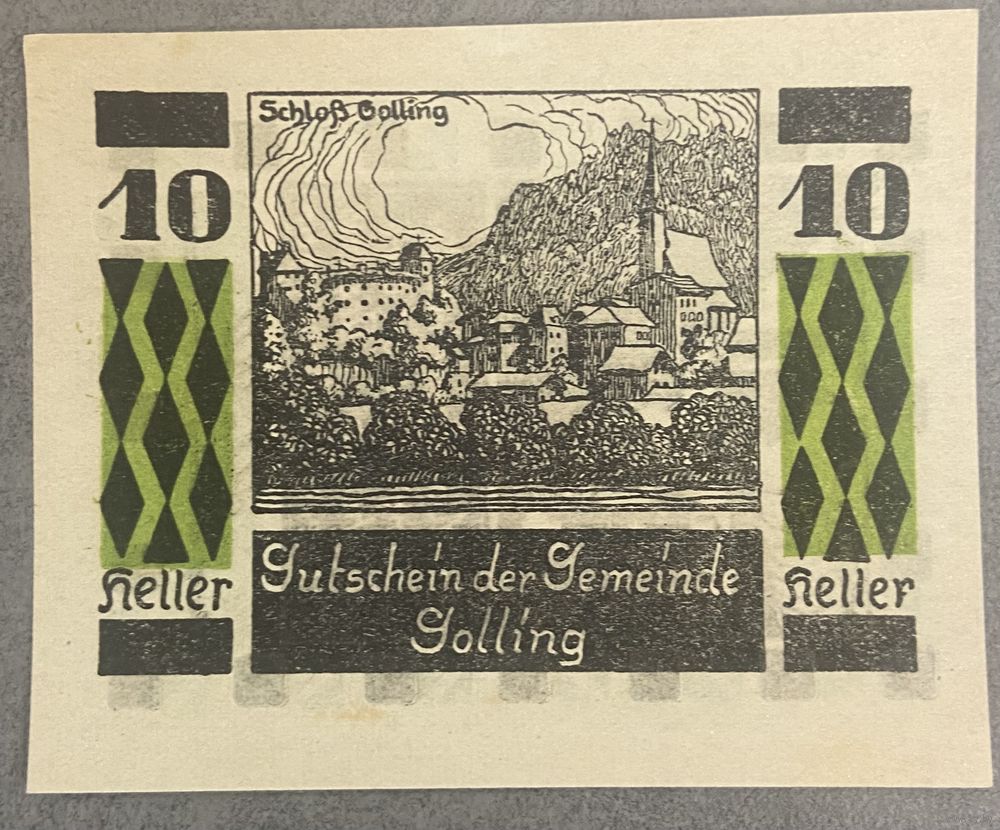 Schloß Golling
10
10
Heller
Heller
Gutschein der Gemeinde
Golling